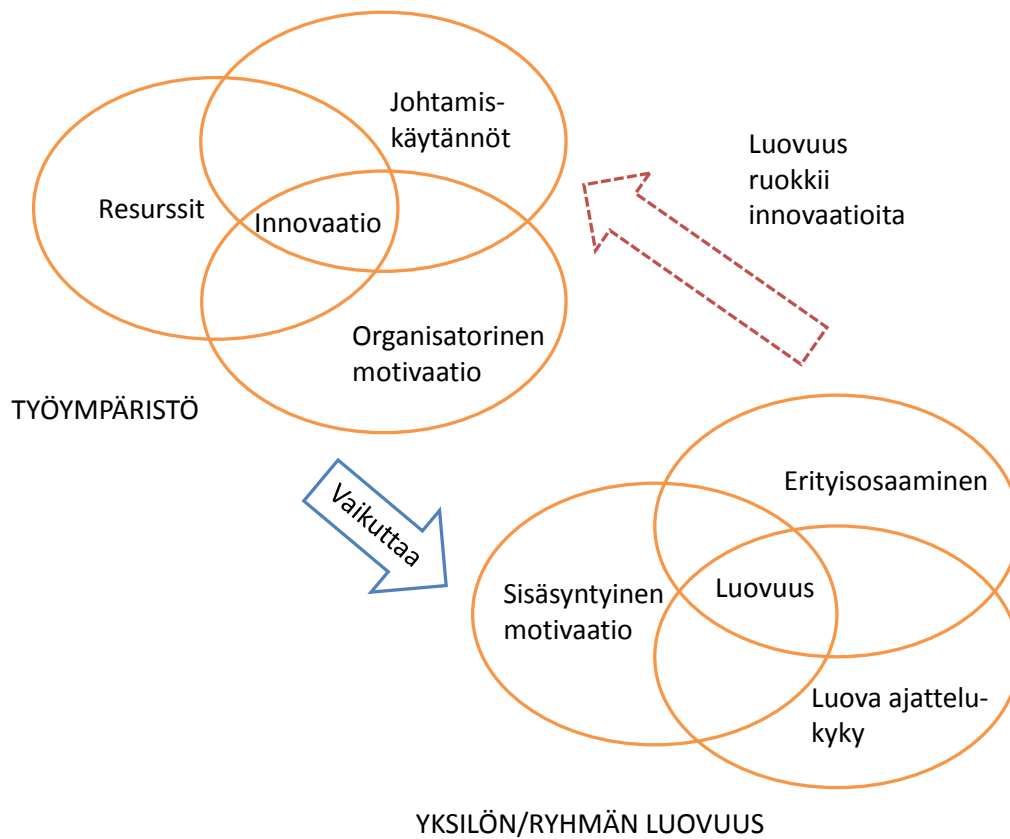 Johtamis-
käytännöt
Resurssit
Innovaatio
Organisatorinen
motivaatio
TYÖYMPÄRISTÖ
Luovuus
ruokkii
innovaatioita
Vaikuttaa
Erityisosaaminen
Sisäsyntyinen
motivaatio
Luovuus
Luova ajattelu-
kyky
YKSILÖN/RYHMÄN LUOVUUS